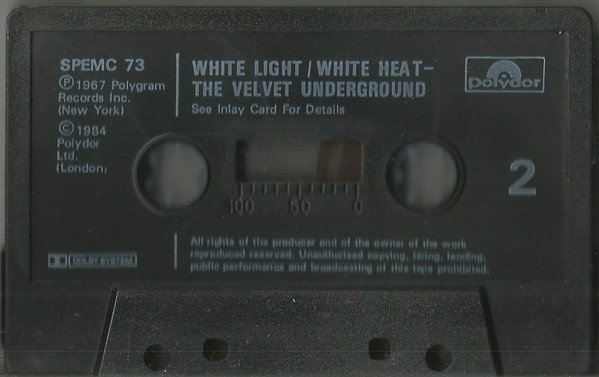 SPEMC 73
Ⓟ 1967 Polygram
Records Inc.
(New York)
© 1984
Polydor
Ltd.
(London,
WHITE LIGHT / WHITE HEAT–
THE VELVET UNDERGROUND
See Inlay Card For Details
polydor
100 50 0
2
DOLBY SYSTEM
All rights of the producer and of the owner of the work
reproduced reserved. Unauthorised copying, hiring, lending,
public performance and broadcasting of this tape prohibited.